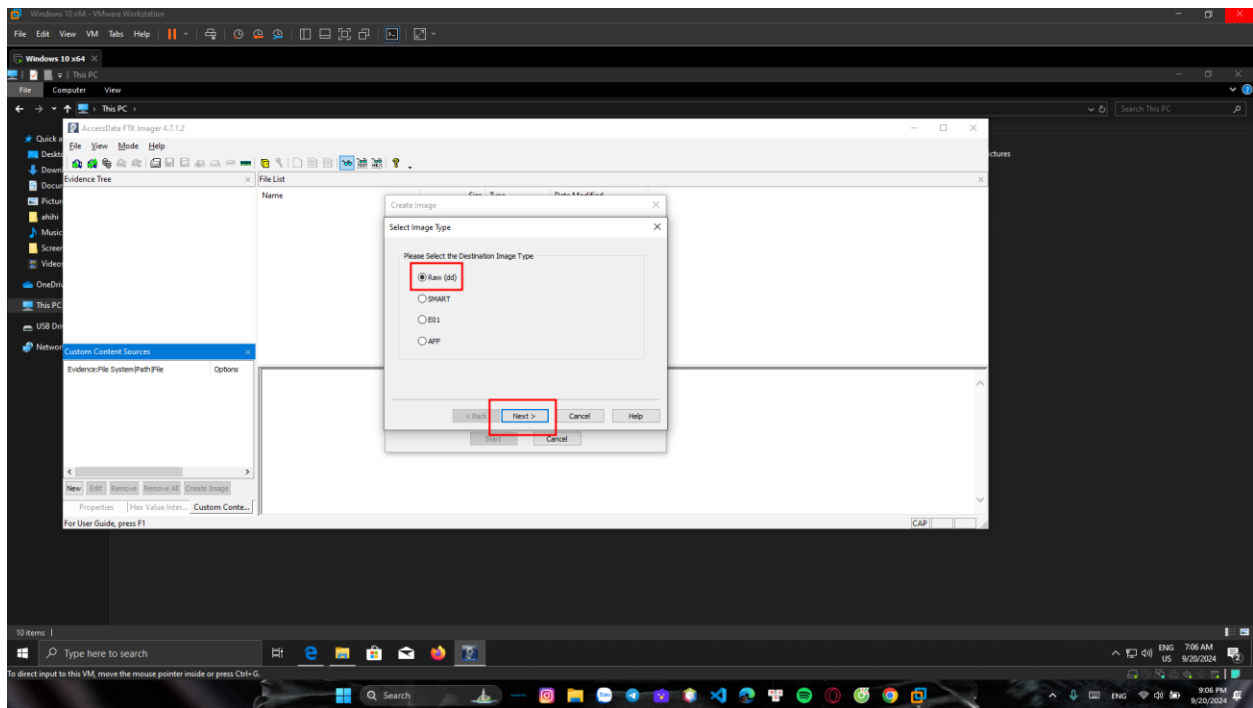 Windows 10 x64 - VMware Workstation
File Edit View VM Tabs Help
Windows 10 x64
This PC
File Computer View
This PC
Search This PC
Quick a
Deskt
Down
Docum
Pictur
ahihi
Music
Screen
Videos
OneDriv
This PC
USB Driv
Networ
ctures
AccessData FTK Imager 4.7.1.2
File View Mode Help
Evidence Tree
File List
Name Size Type Date Modified
Create Image
Select Image Type
Please Select the Destination Image Type
Raw (dd)
SMART
E01
AFF
< Back Next > Cancel Help
Start Cancel
Custom Content Sources
Evidence:File System|Path|File Options
New Edit Remove Remove All Create Image
Properties Hex Value Inter... Custom Conte...
For User Guide, press F1
CAP
10 items
Type here to search
ENG
US
7:06 AM
9/20/2024
2
To direct input to this VM, move the mouse pointer inside or press Ctrl+G.
Search
Zalo
ENG
9:06 PM
9/20/2024